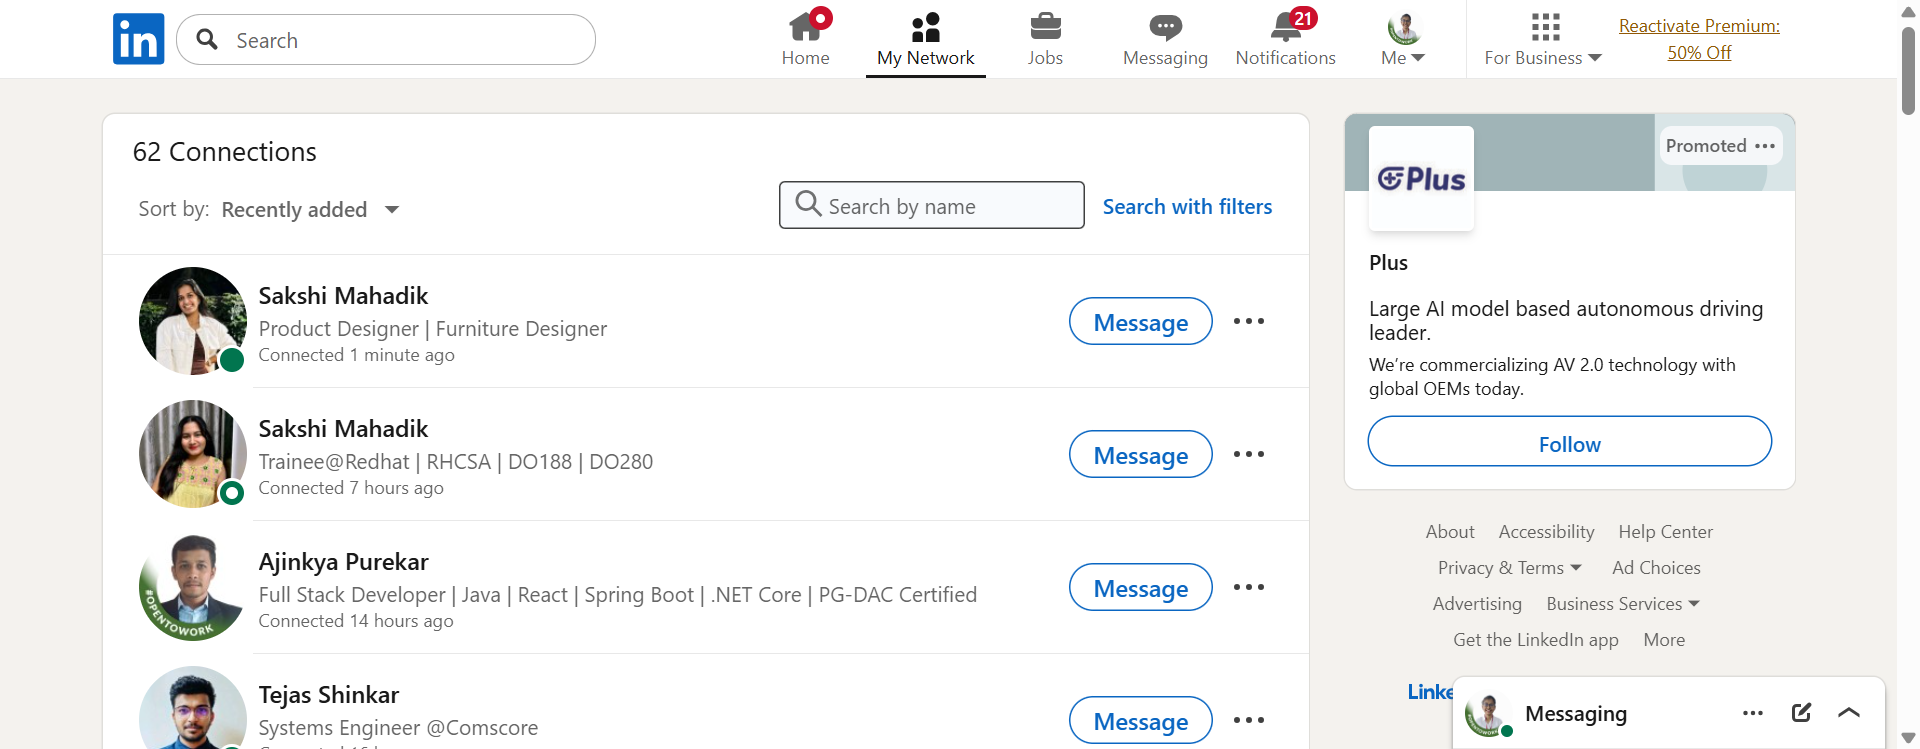 in
Search
Home
My Network
Jobs
Messaging
21
Notifications
Me
For Business
Reactivate Premium:
50% Off
62 Connections
Sort by: Recently added
Search by name
Search with filters
Sakshi Mahadik
Product Designer | Furniture Designer
Connected 1 minute ago
Message
Sakshi Mahadik
Trainee@Redhat | RHCSA | DO188 | DO280
Connected 7 hours ago
Message
#OPENTOWORK
Ajinkya Purekar
Full Stack Developer | Java | React | Spring Boot | .NET Core | PG-DAC Certified
Connected 14 hours ago
Message
Tejas Shinkar
Systems Engineer @Comscore
Message
Promoted
Plus
Plus
Large AI model based autonomous driving
leader.
We’re commercializing AV 2.0 technology with
global OEMs today.
Follow
About Accessibility Help Center
Privacy & Terms Ad Choices
Advertising Business Services
Get the LinkedIn app More
Linke
Messaging